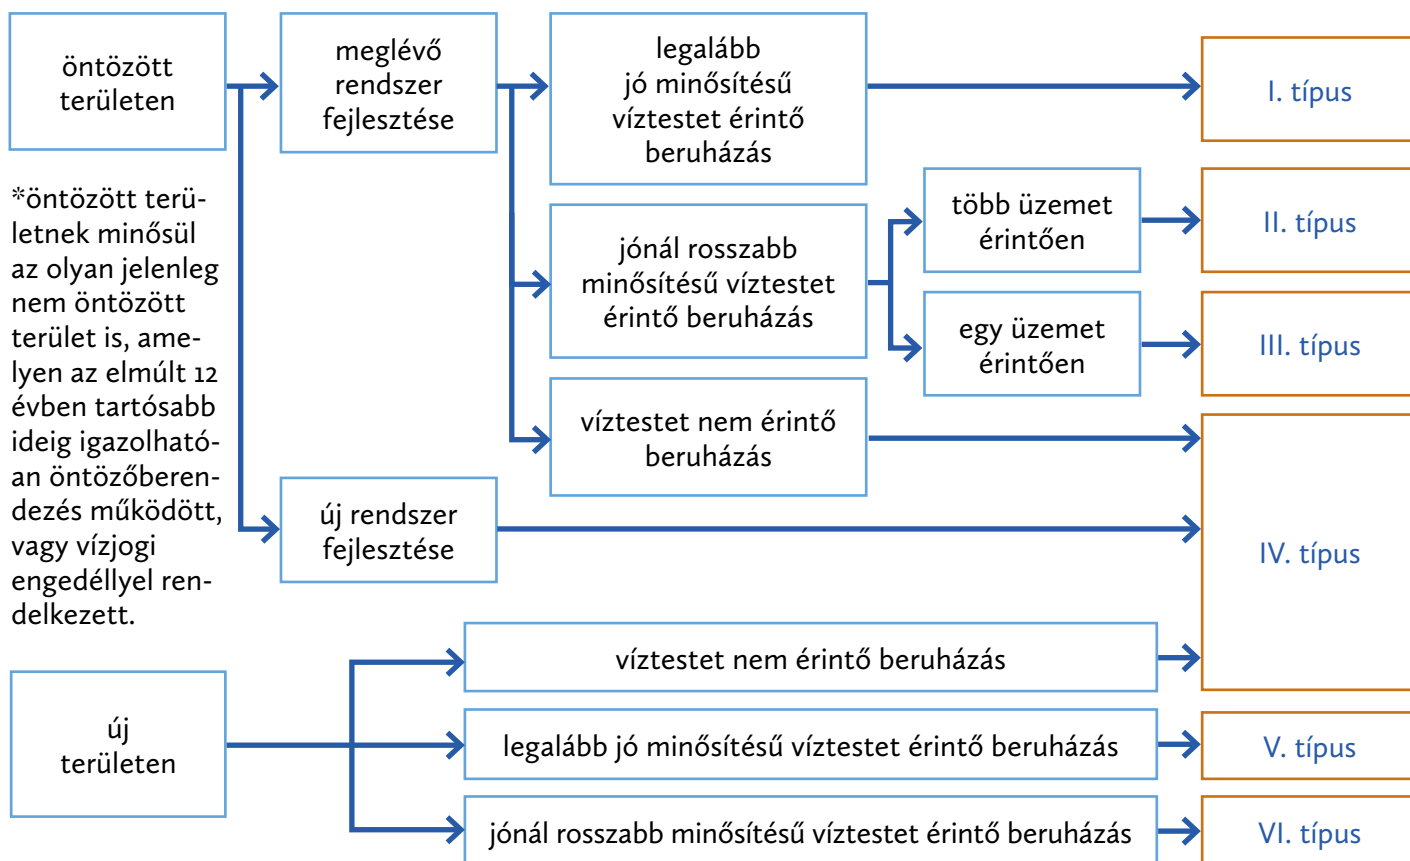 öntözött
területen
meglévő
rendszer
fejlesztése
legalább
jó minősítésű
víztestet érintő
beruházás
I. típus
*öntözött terü-
letnek minősül
az olyan jelenleg
nem öntözött
terület is, ame-
lyen az elmúlt 12
évben tartósabb
ideig igazolható-
an öntözőberen-
dezés működött,
vagy vízjogi
engedéllyel ren-
delkezett.
jónál rosszabb
minősítésű víztestet
érintő beruházás
több üzemet
érintően
II. típus
egy üzemet
érintően
III. típus
víztestet nem érintő
beruházás
új rendszer
fejlesztése
IV. típus
új
területen
víztestet nem érintő beruházás
legalább jó minősítésű víztestet érintő beruházás
V. típus
jónál rosszabb minősítésű víztestet érintő beruházás
VI. típus